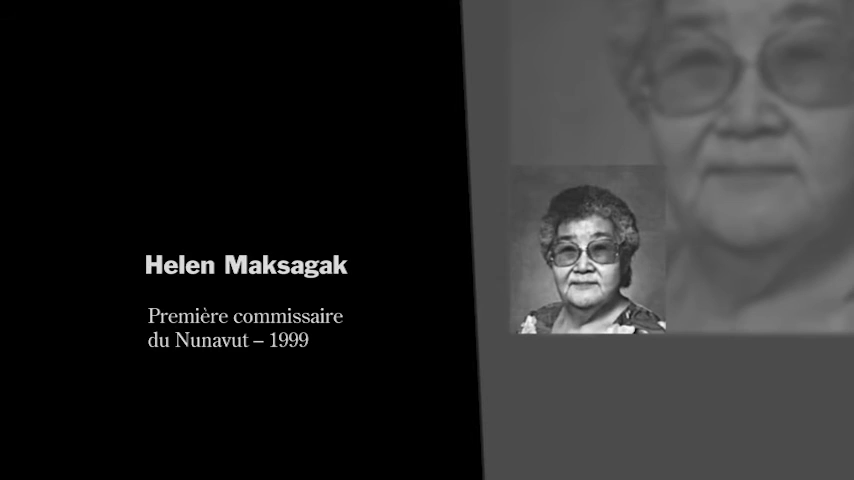 Helen Maksagak
Première commissaire
du Nunavut – 1999